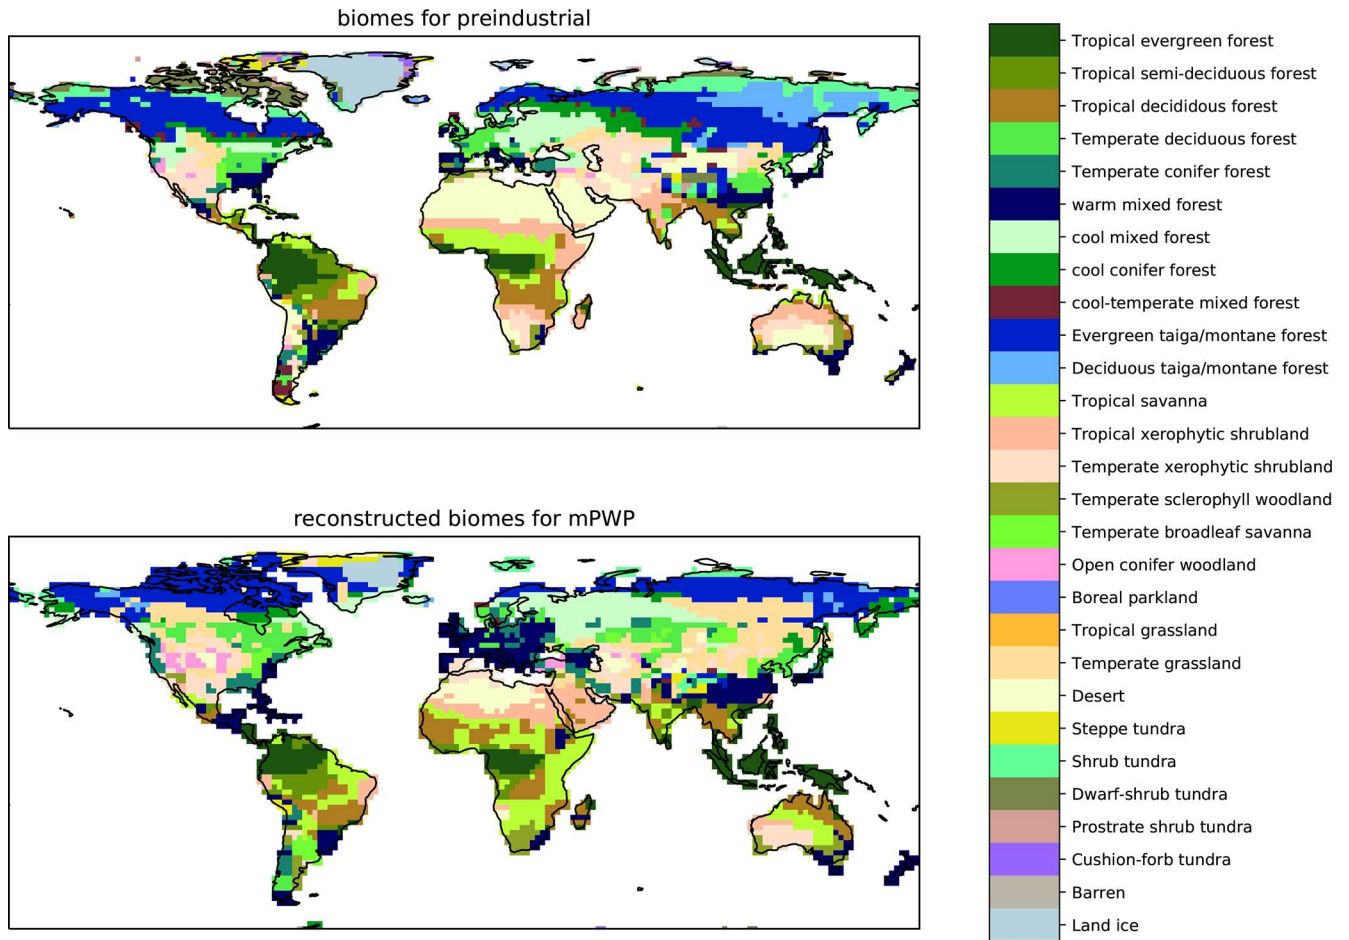 biomes for preindustrial
reconstructed biomes for mPWP
Tropical evergreen forest
Tropical semi-deciduous forest
Tropical decididous forest
Temperate deciduous forest
Temperate conifer forest
warm mixed forest
cool mixed forest
cool conifer forest
cool-temperate mixed forest
Evergreen taiga/montane forest
Deciduous taiga/montane forest
Tropical savanna
Tropical xerophytic shrubland
Temperate xerophytic shrubland
Temperate sclerophyll woodland
Temperate broadleaf savanna
Open conifer woodland
Boreal parkland
Tropical grassland
Temperate grassland
Desert
Steppe tundra
Shrub tundra
Dwarf-shrub tundra
Prostrate shrub tundra
Cushion-forb tundra
Barren
Land ice